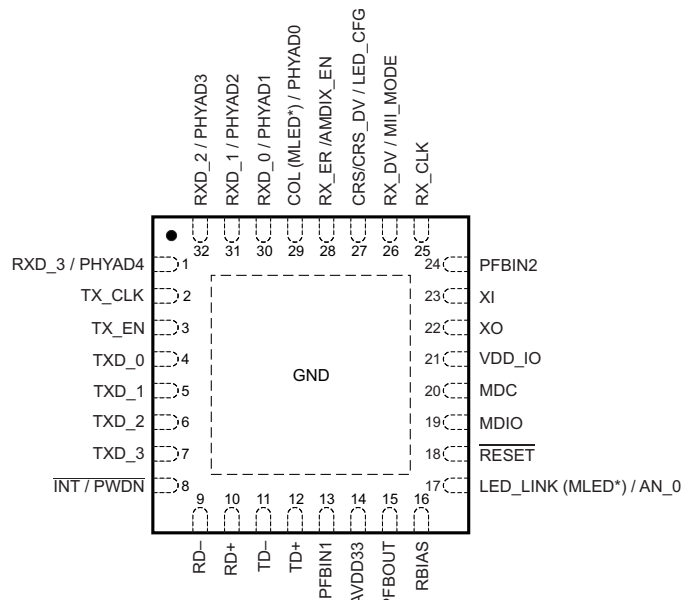 RXD_2 / PHYAD3
RXD_1 / PHYAD2
RXD_0 / PHYAD1
COL (MLED*) / PHYAD0
RX_ER /AMDIX_EN
CRS/CRS_DV / LED_CFG
RX_DV / MII_MODE
RX_CLK
32
31
30
29
28
27
26
25
RXD_3 / PHYAD4
1
TX_CLK
2
TX_EN
3
TXD_0
4
TXD_1
5
TXD_2
6
TXD_3
7
INT / PWDN
8
GND
24
PFBIN2
23
XI
22
XO
21
VDD_IO
20
MDC
19
MDIO
18
RESET
17
LED_LINK (MLED*) / AN_0
9
10
11
12
13
14
15
16
RD–
RD+
TD–
TD+
PFBIN1
AVDD33
PFBOUT
RBIAS